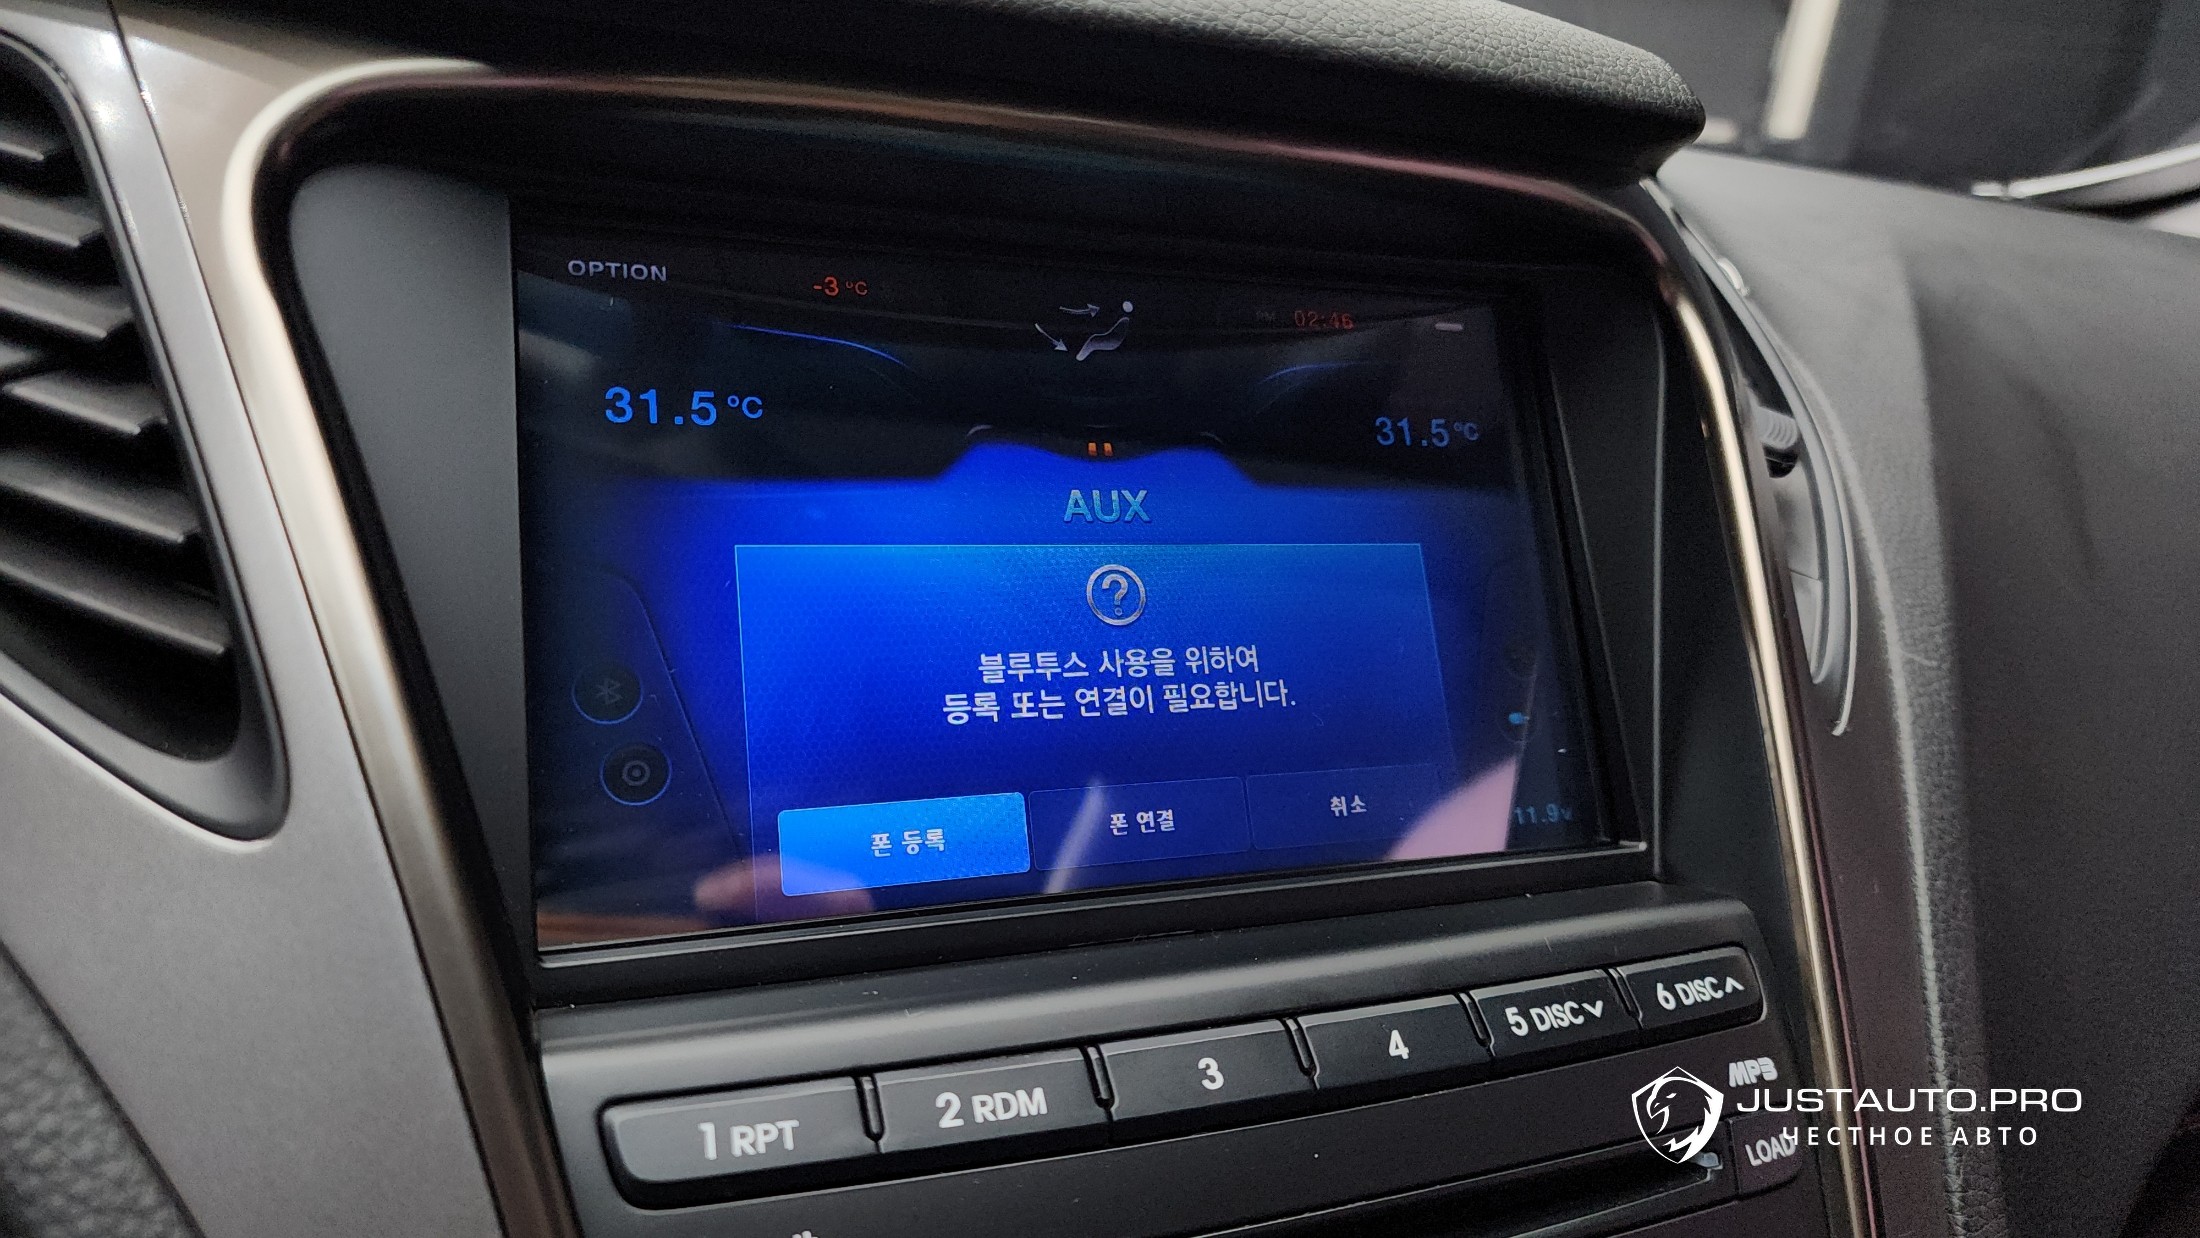 OPTION
-3 °C
PM 02:46
31.5 °C
31.5 °C
AUX
?
블루투스 사용을 위하여
등록 또는 연결이 필요합니다.
폰 등록
폰 연결
취소
11.9v
1 RPT
2 RDM
3
4
5 DISC
6 DISC
MP3
LOAD
JUSTAUTO.PRO
ЧЕСТНОЕ АВТО